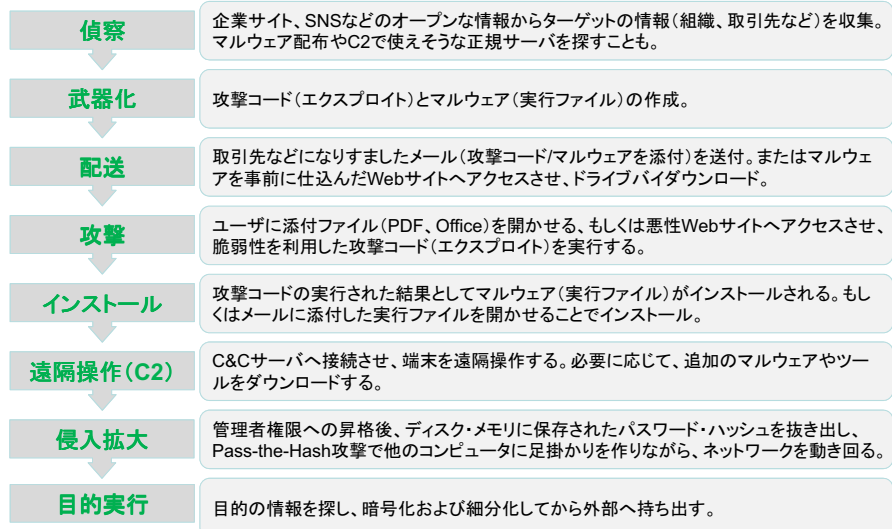 偵察
企業サイト、SNSなどのオープンな情報からターゲットの情報（組織、取引先など）を収集。
マルウェア配布やC2で使えそうな正規サーバを探すことも。
武器化
攻撃コード（エクスプロイト）とマルウェア（実行ファイル）の作成。
配送
取引先などになりすましたメール（攻撃コード/マルウェアを添付）を送付。またはマルウェ
アを事前に仕込んだWebサイトへアクセスさせ、ドライブバイダウンロード。
攻撃
ユーザに添付ファイル（PDF、Office）を開かせる、もしくは悪性Webサイトへアクセスさせ、
脆弱性を利用した攻撃コード（エクスプロイト）を実行する。
インストール
攻撃コードの実行された結果としてマルウェア（実行ファイル）がインストールされる。もし
くはメールに添付した実行ファイルを開かせることでインストール。
遠隔操作（C2）
C&Cサーバへ接続させ、端末を遠隔操作する。必要に応じて、追加のマルウェアやツー
ルをダウンロードする。
侵入拡大
管理者権限への昇格後、ディスク・メモリに保存されたパスワード・ハッシュを抜き出し、
Pass-the-Hash攻撃で他のコンピュータに足掛かりを作りながら、ネットワークを動き回る。
目的実行
目的の情報を探し、暗号化および細分化してから外部へ持ち出す。